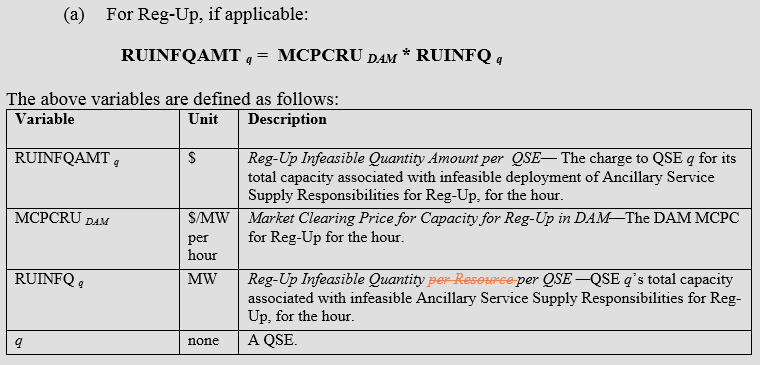 (a) For Reg-Up, if applicable:
RUINFQAMT q = MCPCRU DAM * RUINFQ q
The above variables are defined as follows:
Variable Unit Description
RUINFQAMT q $ Reg-Up Infeasible Quantity Amount per QSE— The charge to QSE q for its
total capacity associated with infeasible deployment of Ancillary Service
Supply Responsibilities for Reg-Up, for the hour.
MCPCRU DAM $/MW Market Clearing Price for Capacity for Reg-Up in DAM—The DAM MCPC
per for Reg-Up for the hour.
hour
RUINFQ q MW Reg-Up Infeasible Quantity per Resource per QSE —QSE q's total capacity
associated with infeasible Ancillary Service Supply Responsibilities for Reg-
Up, for the hour.
q none A QSE.